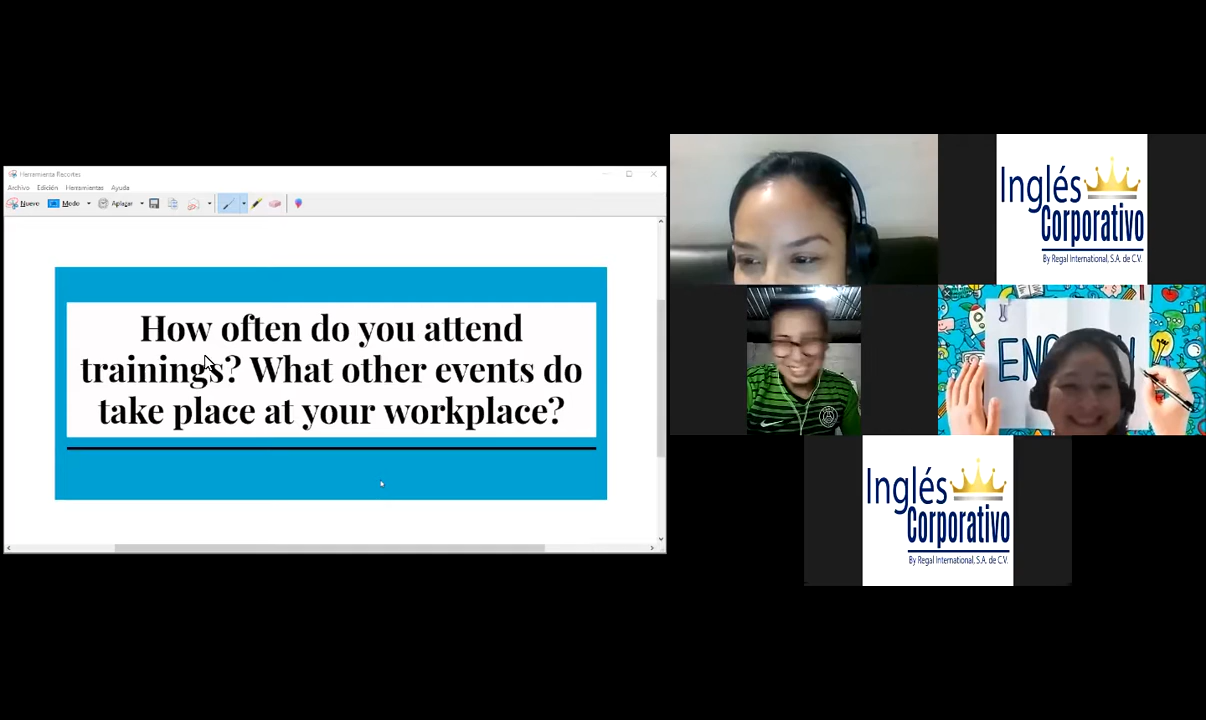 Herramienta Recortes
Archivo Edición Herramientas Ayuda
Nuevo Modo Aplazar
How often do you attend
trainings? What other events do
take place at your workplace?
Inglés
Corporativo
By Regal International, S.A. de C.V.
Inglés
Corporativo
By Regal International, S.A. de C.V.